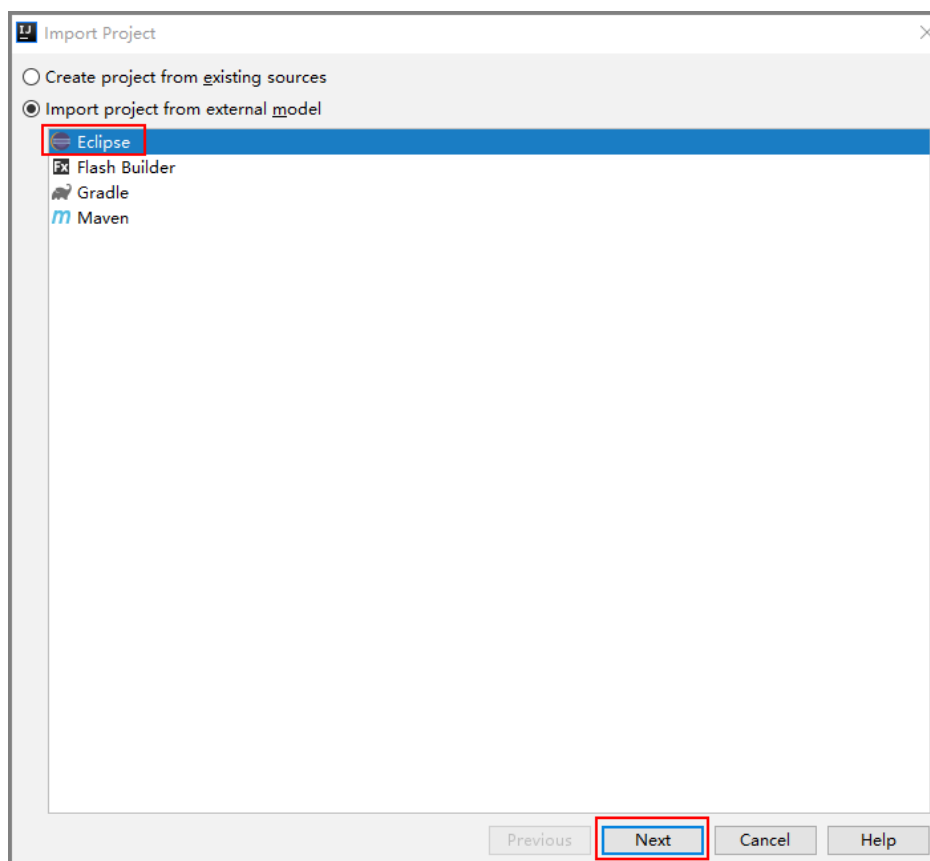 Import Project
Create project from existing sources
Import project from external model
Eclipse
Flash Builder
Gradle
Maven
Previous Next Cancel Help